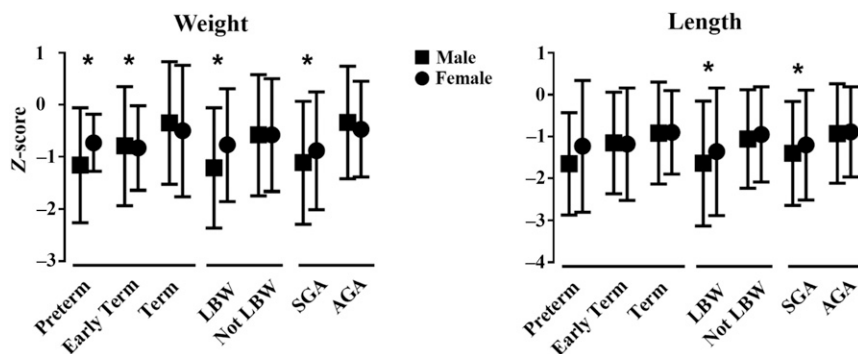 Weight
Z-score
1
0
−1
−2
−3
*
*
*
*
Preterm
Early Term
Term
LBW
Not LBW
SGA
AGA
Male
Female
Length
1
0
−1
−2
−3
−4
*
*
Preterm
Early Term
Term
LBW
Not LBW
SGA
AGA